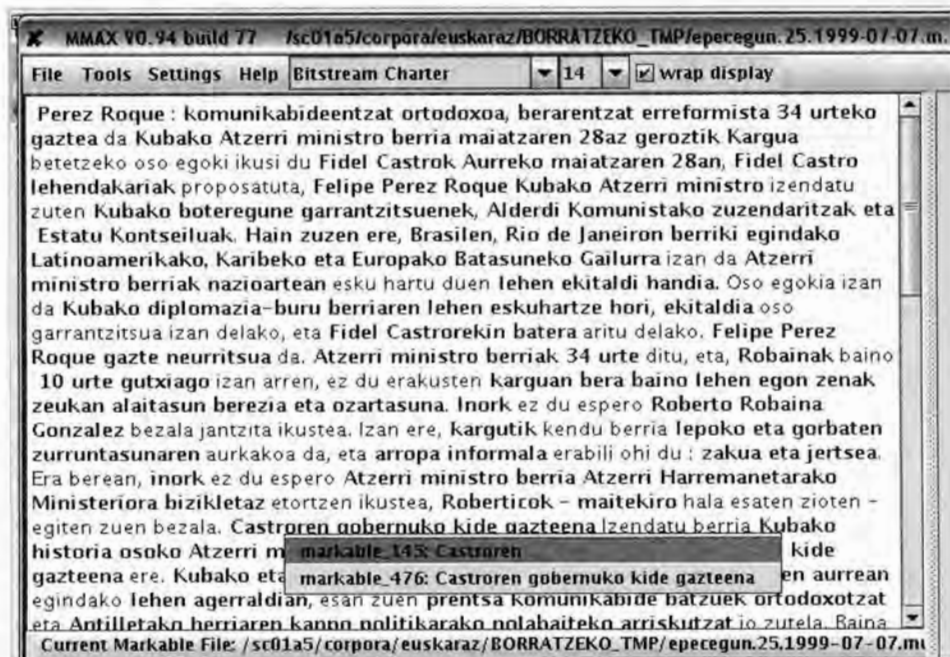 MMAX V0.94 build 77 /sc01a5/corpora/euskaraz/BORRATZEKO_TMP/epecegun.25.1999-07-07.m
File Tools Settings Help Bitstream Charter 14 wrap display
Perez Roque : komunikabideentzat ortodoxoa, berarentzat erreformista 34 urteko
gaztea da Kubako Atzerri ministro berria maiatzaren 28az geroztik Kargua
betetzeko oso egoki ikusi du Fidel Castrok Aurreko maiatzaren 28an, Fidel Castro
lehendakariak proposatuta, Felipe Perez Roque Kubako Atzerri ministro izendatu
zuten Kubako boteregune garrantzitsuenek, Alderdi Komunistako zuzendaritzak eta
Estatu Kontseiluak. Hain zuzen ere, Brasilen, Rio de Janeiron berriki egindako
Latinoamerikako, Karibeko eta Europako Batasuneko Gailurra izan da Atzerri
ministro berriak nazioartean esku hartu duen lehen ekitaldi handia. Oso egokia izan
da Kubako diplomazia-buru berriaren lehen eskuhartze hori, ekitaldia oso
garrantzitsua izan delako, eta Fidel Castrorekin batera aritu delako. Felipe Perez
Roque gazte neurritsua da. Atzerri ministro berriak 34 urte ditu, eta, Robainak baino
10 urte gutxiago izan arren, ez du erakusten karguan bera baino lehen egon zenak
zeukan alaitasun berezia eta ozartasuna. Inork ez du espero Roberto Robaina
Gonzalez bezala jantzita ikustea. Izan ere, kargutik kendu berria lepoko eta gorbaten
zurruntasunaren aurkakoa da, eta arropa informala erabili ohi du : zakua eta jertsea.
Era berean, inork ez du espero Atzerri ministro berria Atzerri Harremanetarako
Ministeriora bizikletaz etortzen ikustea, Roberticok - maitekiro hala esaten zioten -
egiten zuen bezala. Castroren gobernuko kide gazteena Izendatu berria Kubako
historia osoko Atzerri m kide
markable_145: Castroren
gazteena ere. Kubako eta en aurrean
markable_476: Castroren gobernuko kide gazteena
egindako lehen agerraldian, esan zuen prentsa komunikabide batzuek ortodoxotzat
eta Antilletako herriaren kanpo politikarako nolabaiteko arriskutzat jo zutela. Baina
Current Markable File: /sc01a5/corpora/euskaraz/BORRATZEKO_TMP/epecegun.25.1999-07-07.mu